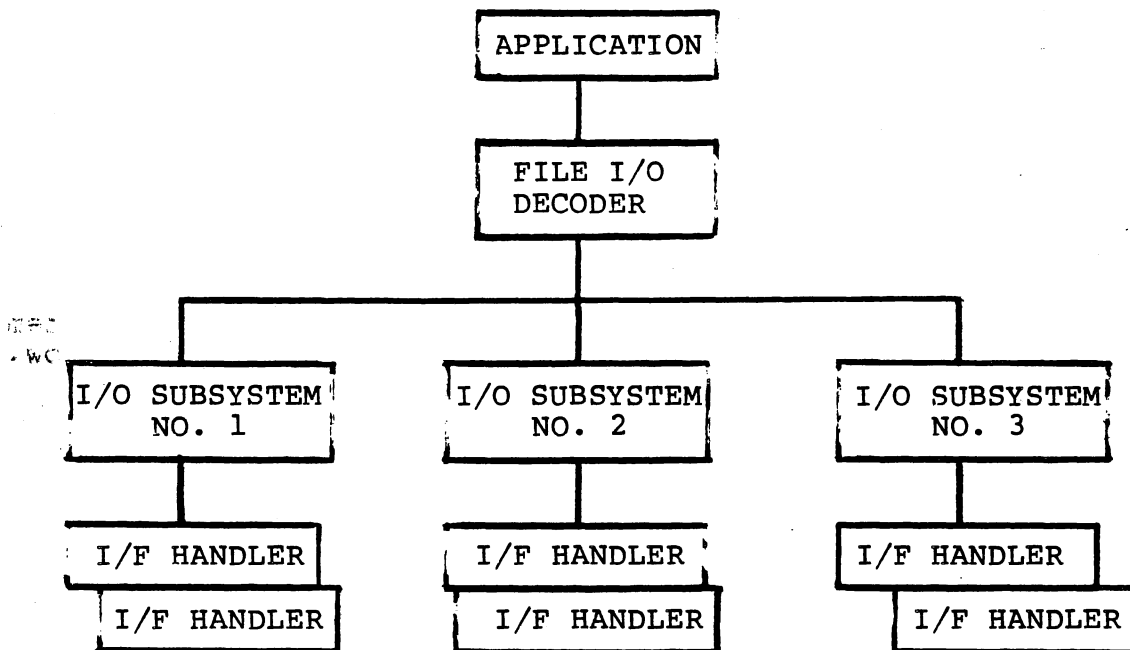 APPLICATION
FILE I/O
DECODER
I/O SUBSYSTEM
NO. 1
I/O SUBSYSTEM
NO. 2
I/O SUBSYSTEM
NO. 3
I/F HANDLER
I/F HANDLER
I/F HANDLER
I/F HANDLER
I/F HANDLER
I/F HANDLER